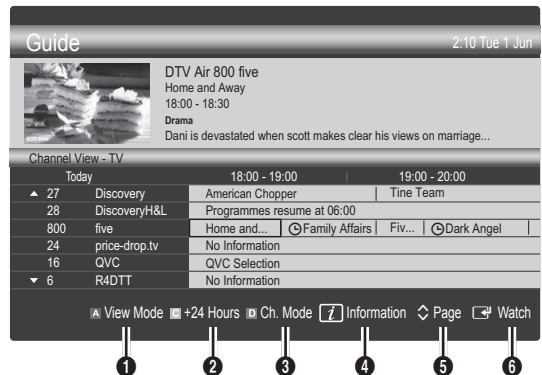 Guide 2:10 Tue 1 Jun
DTV Air 800 five
Home and Away
18:00 - 18:30
Drama
Dani is devastated when scott makes clear his views on marriage...
800 five
Channel View - TV
Today 18:00 - 19:00 19:00 - 20:00
▲ 27 Discovery American Chopper Tine Team
28 DiscoveryH&L Programmes resume at 06:00
800 five Home and... Family Affairs Fiv... Dark Angel
24 price-drop.tv No Information
16 QVC QVC Selection
▼ 6 R4DTT No Information
A View Mode C +24 Hours D Ch. Mode i Information Page Watch
1 2 3 4 5 6